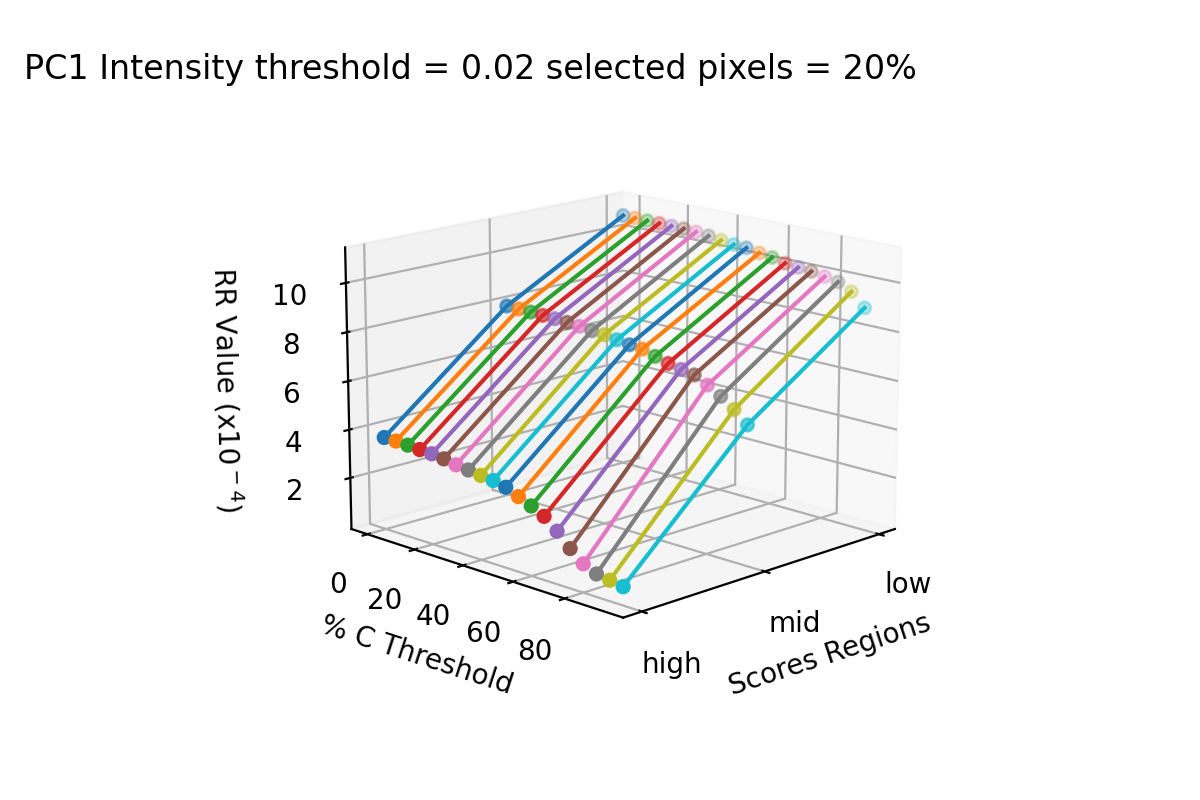 PC1 Intensity threshold = 0.02 selected pixels = 20%
RR Value (x10⁻⁴)
10
8
6
4
2
0
20
40
60
80
% C Threshold
high
mid
low
Scores Regions